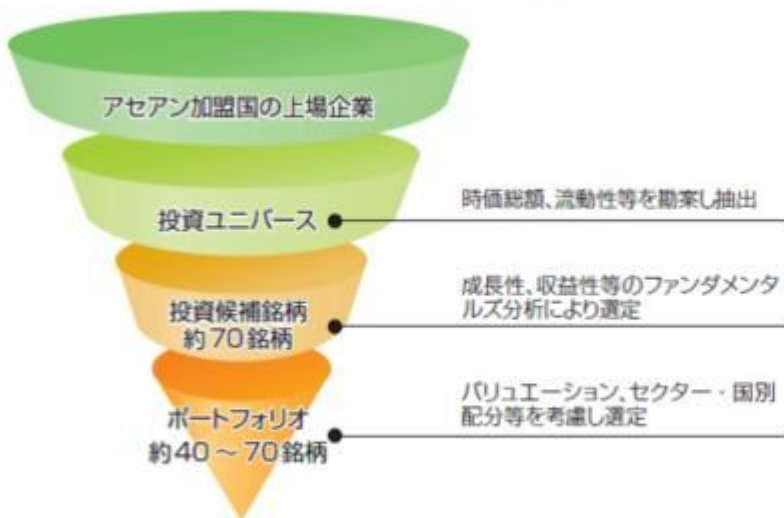 アセアン加盟国の上場企業
投資ユニバース
時価総額、流動性等を勘案し抽出
投資候補銘柄
約70銘柄
成長性、収益性等のファンダメンタ
ルズ分析により選定
ポートフォリオ
約40～70銘柄
バリュエーション、セクター・国別
配分等を考慮し選定